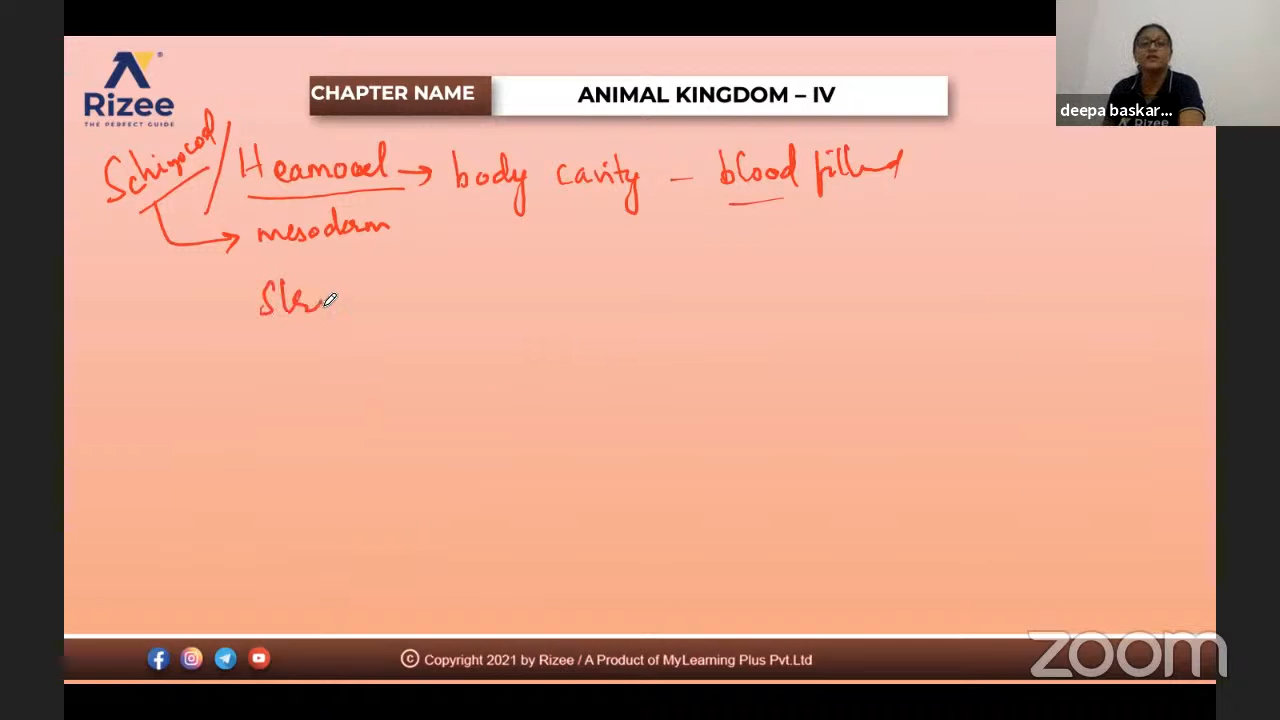 Rizee
THE PERFECT GUIDE
CHAPTER NAME
ANIMAL KINGDOM – IV
deepa baskar...
Rizee
Schizocoel / Heamocoel → body cavity – blood filled
→ mesoderm
zoom
© Copyright 2021 by Rizee / A Product of MyLearning Plus Pvt.Ltd